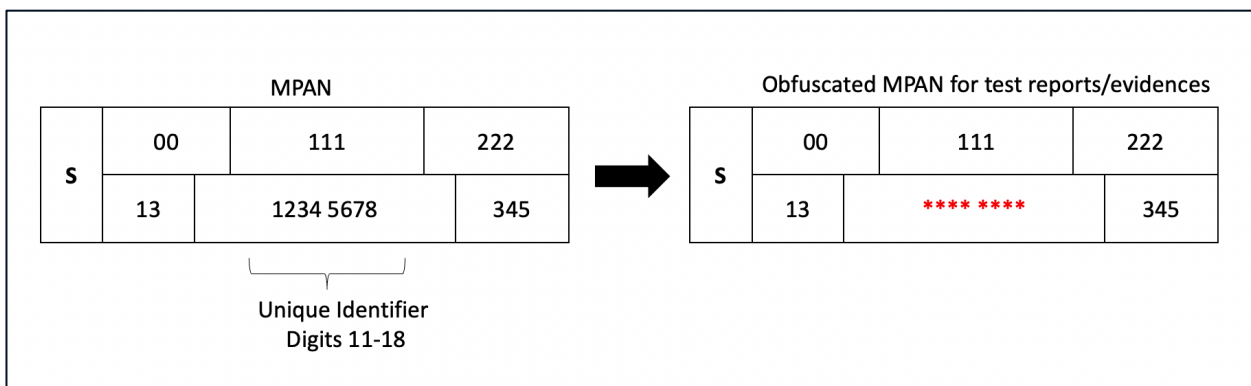 MPAN
S
00
111
222
13
1234 5678
345
Unique Identifier
Digits 11-18
Obfuscated MPAN for test reports/evidences
S
00
111
222
13
**** ****
345